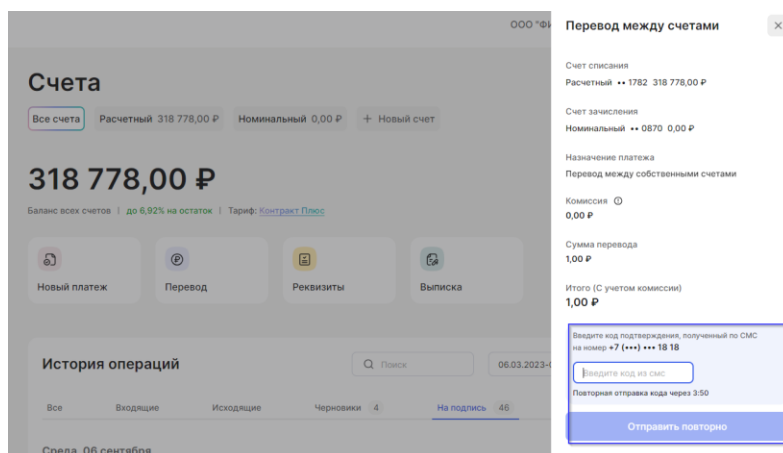 ООО "ФИ
Счета
Все счета Расчетный 318 778,00 ₽ Номинальный 0,00 ₽ + Новый счет
318 778,00 ₽
Баланс всех счетов | до 6,92% на остаток | Тариф: Контракт Плюс
Новый платеж Перевод Реквизиты Выписка
История операций Поиск 06.03.2023-
Все Входящие Исходящие Черновики 4 На подпись 46
Среда, 06 сентября
Перевод между счетами
Счет списания
Расчетный •• 1782 318 778,00 ₽
Счет зачисления
Номинальный •• 0870 0,00 ₽
Назначение платежа
Перевод между собственными счетами
Комиссия
0,00 ₽
Сумма перевода
1,00 ₽
Итого (С учетом комиссии)
1,00 ₽
Введите код подтверждения, полученный по СМС
на номер +7 (•••) ••• 18 18
Введите код из смс
Повторная отправка кода через 3:50
Отправить повторно